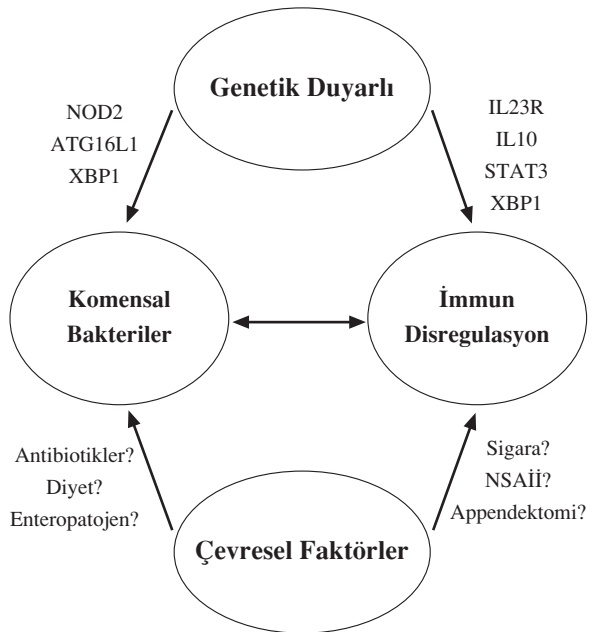 Genetik Duyarlı
NOD2
ATG16L1
XBP1
IL23R
IL10
STAT3
XBP1
Komensal
Bakteriler
İmmun
Disregulasyon
Antibiotikler?
Diyet?
Enteropatojen?
Sigara?
NSAİİ?
Appendektomi?
Çevresel Faktörler